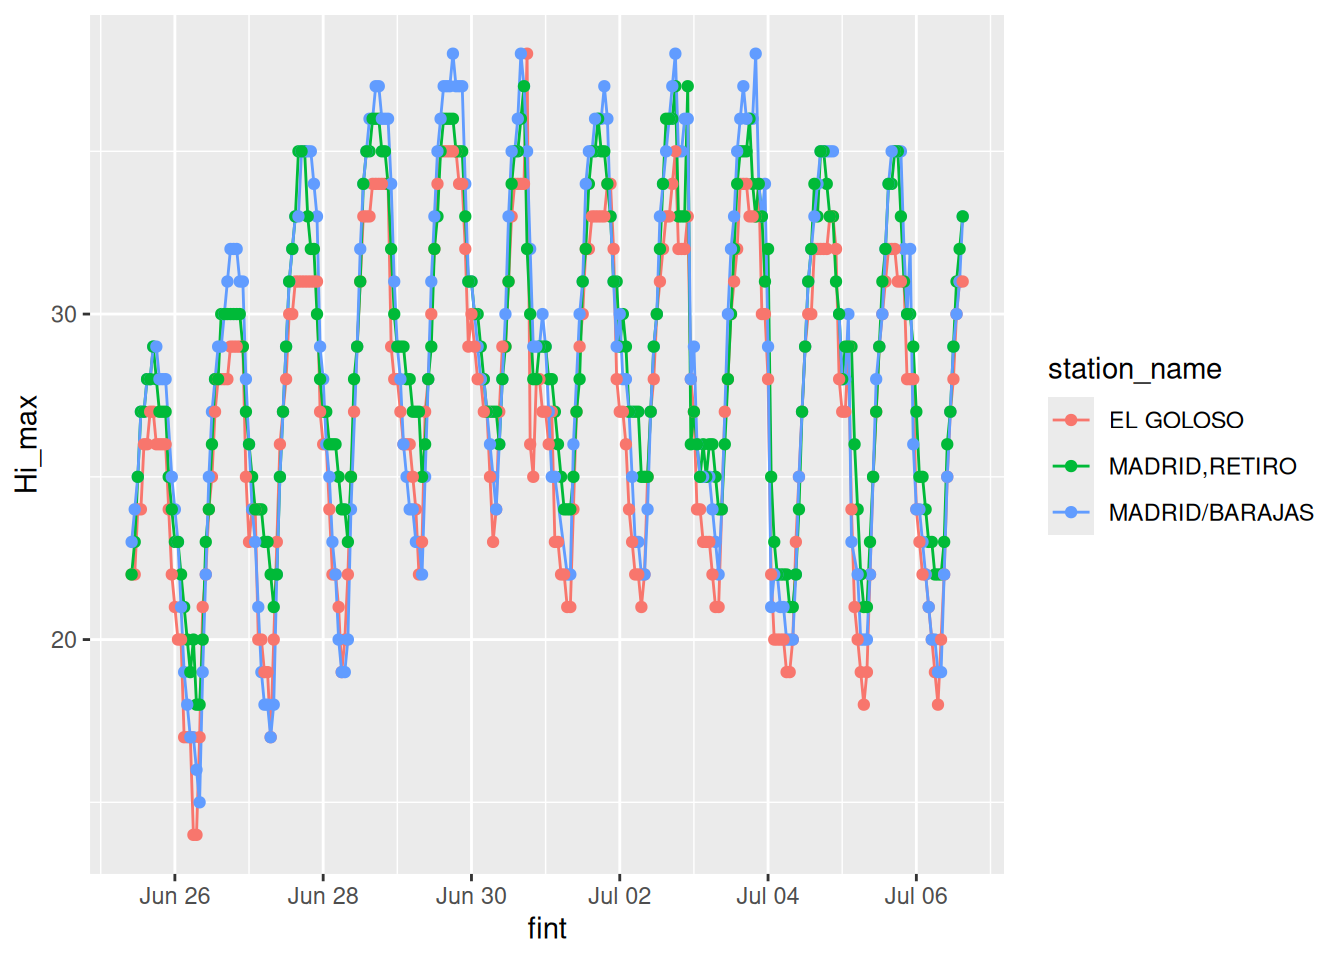 Hi_max
30
20
Jun 26
Jun 28
Jun 30
Jul 02
Jul 04
Jul 06
fint
station_name
EL GOLOSO
MADRID,RETIRO
MADRID/BARAJAS